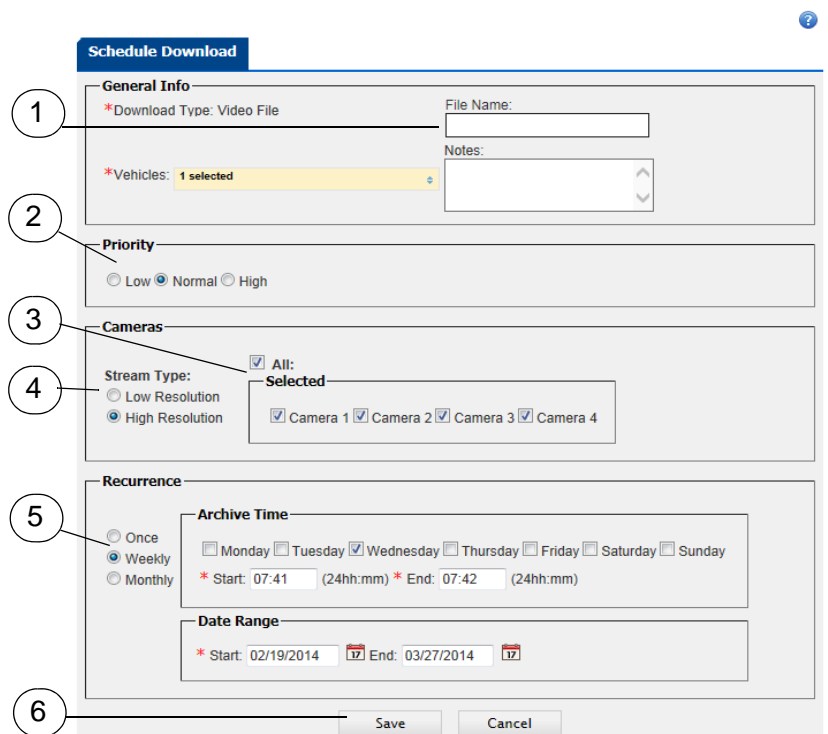 ?
Schedule Download
General Info
1
*Download Type: Video File
File Name:
Notes:
*Vehicles: 1 selected
2
Priority
Low Normal High
3
Cameras
All:
4
Stream Type:
Selected
Low Resolution
High Resolution
Camera 1 Camera 2 Camera 3 Camera 4
Recurrence
5
Archive Time
Once
Weekly
Monthly
Monday Tuesday Wednesday Thursday Friday Saturday Sunday
* Start: 07:41 (24hh:mm) * End: 07:42 (24hh:mm)
Date Range
* Start: 02/19/2014 17 End: 03/27/2014 17
6
Save Cancel